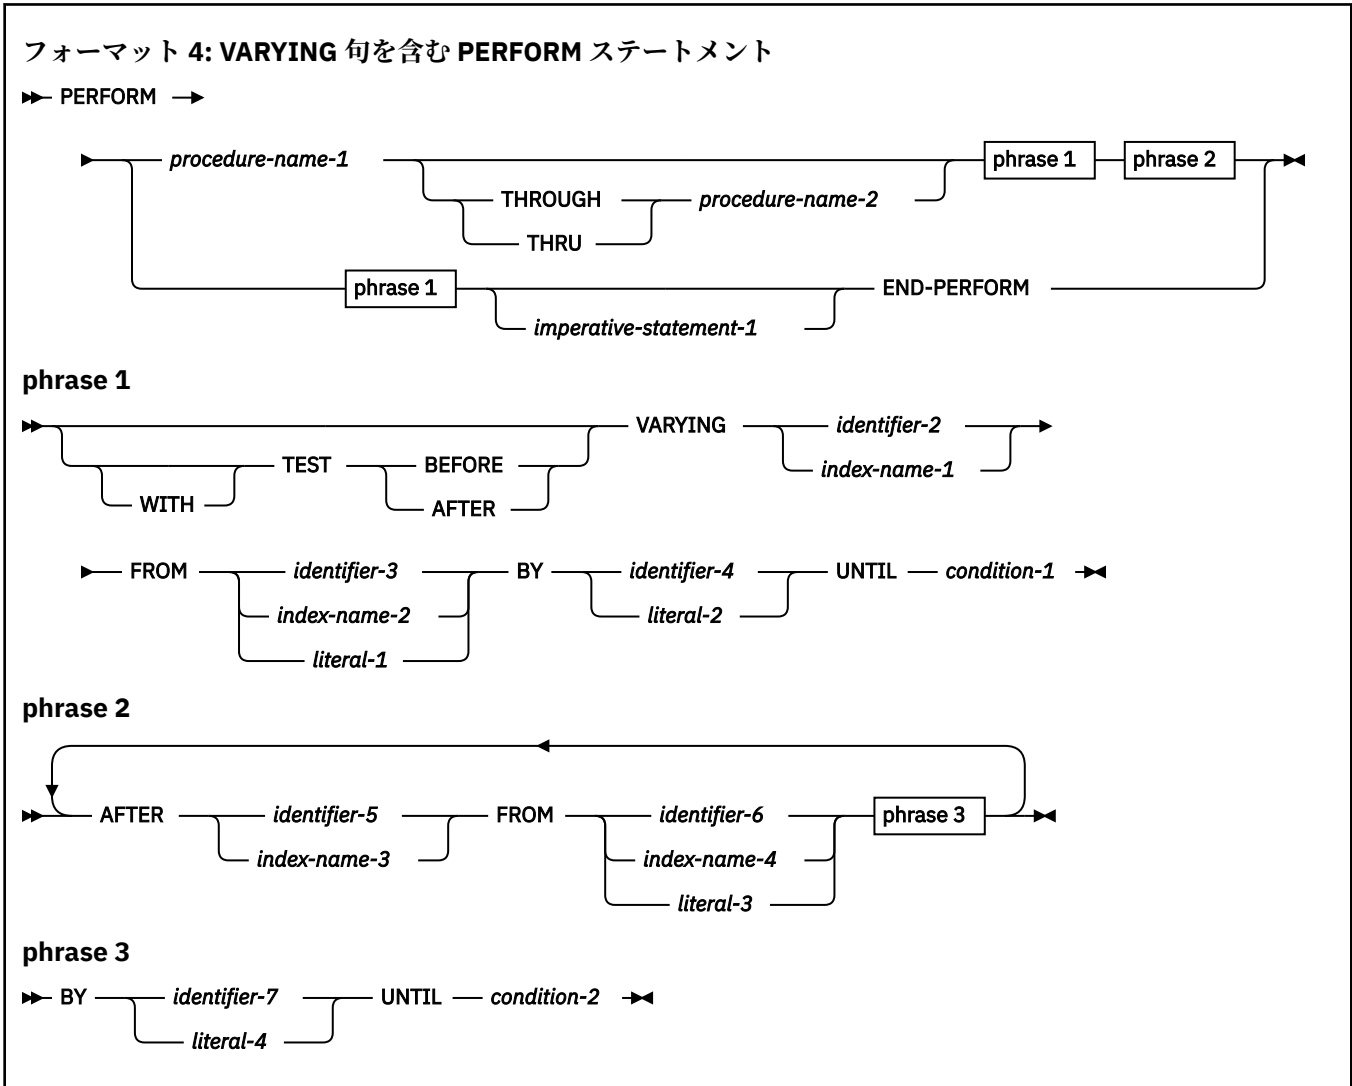 フォーマット 4: VARYING 句を含む PERFORM ステートメント
PERFORM
procedure-name-1 phrase 1 phrase 2
THROUGH procedure-name-2
THRU
phrase 1 END-PERFORM
imperative-statement-1
phrase 1
VARYING identifier-2
TEST BEFORE index-name-1
WITH AFTER
FROM identifier-3 BY identifier-4 UNTIL condition-1
index-name-2 literal-2
literal-1
phrase 2
AFTER identifier-5 FROM identifier-6 phrase 3
index-name-3 index-name-4
literal-3
phrase 3
BY identifier-7 UNTIL condition-2
literal-4